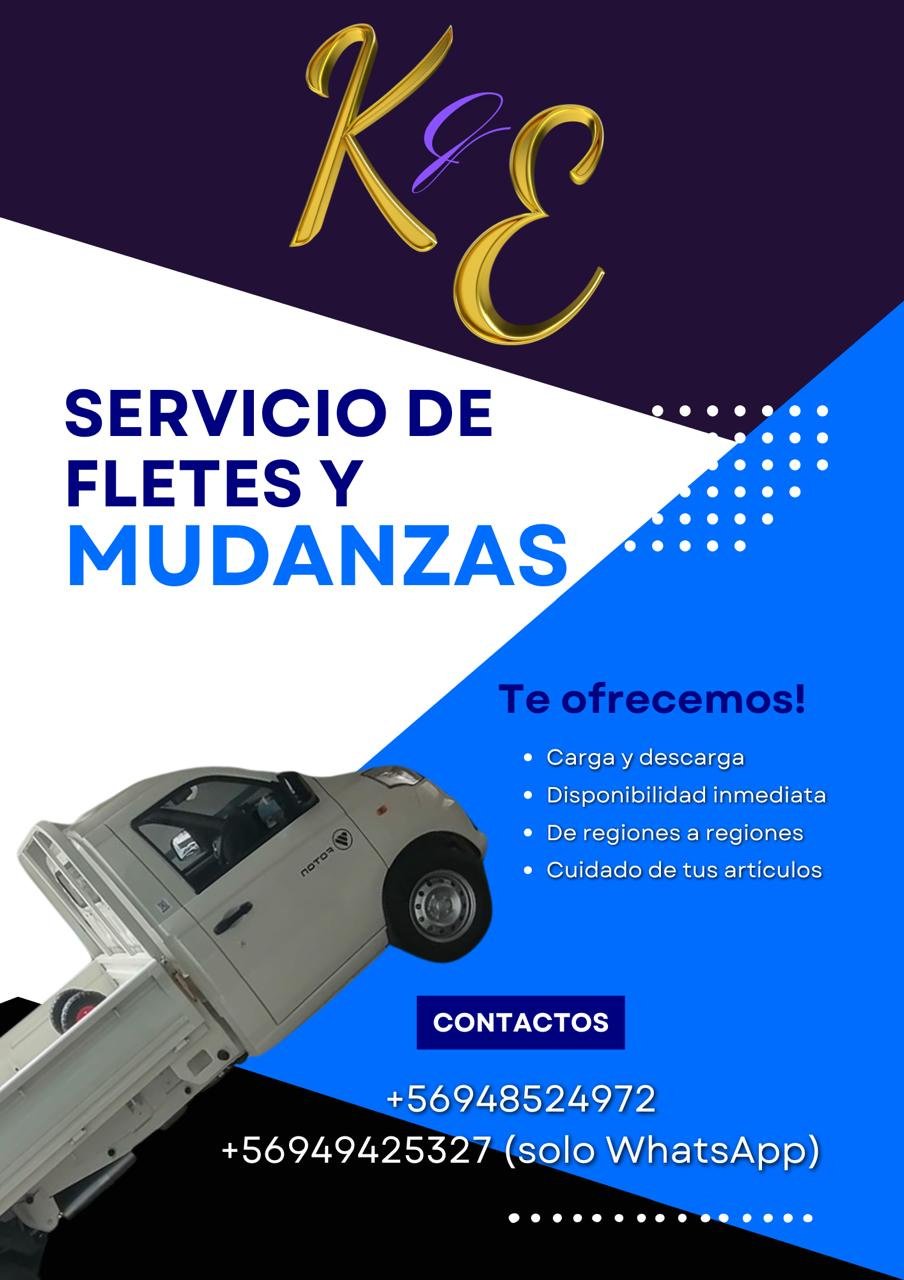 K & E
SERVICIO DE
FLETES Y
MUDANZAS
Te ofrecemos!
• Carga y descarga
• Disponibilidad inmediata
• De regiones a regiones
• Cuidado de tus artículos
FOTON
CONTACTOS
+56948524972
+56949425327 (solo WhatsApp)